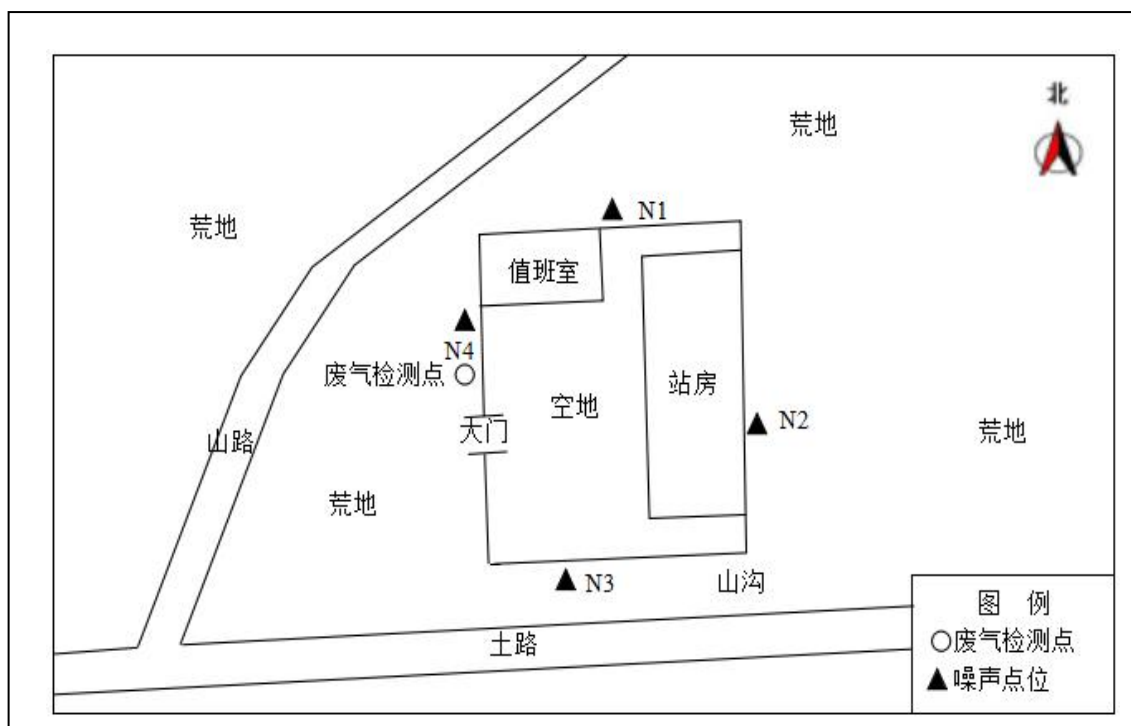 北
荒地
荒地
N1
值班室
N4
废气检测点
站房
空地
大门
N2
山路
荒地
荒地
N3
山沟
土路
图 例
废气检测点
噪声点位